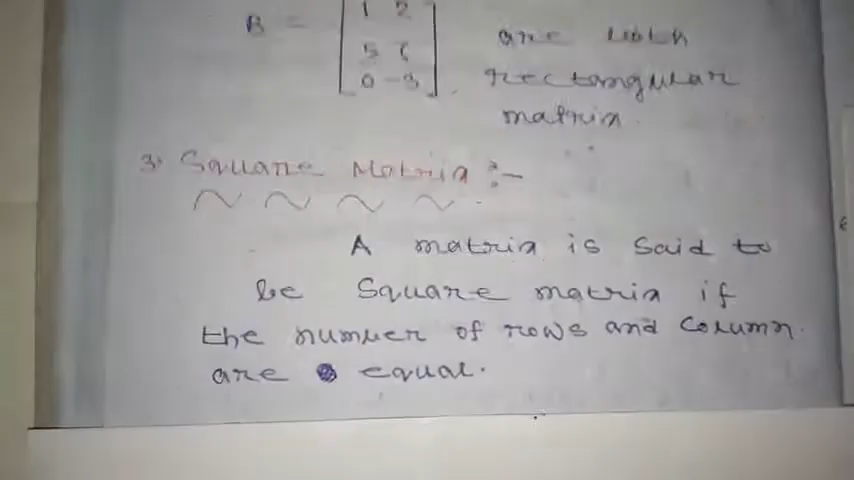 B = [1 2
5 6
0 -3] are both
rectangular
matrix.
3. Square Matrix :-
A matrix is said to
be square matrix if
the number of rows and column
are equal.